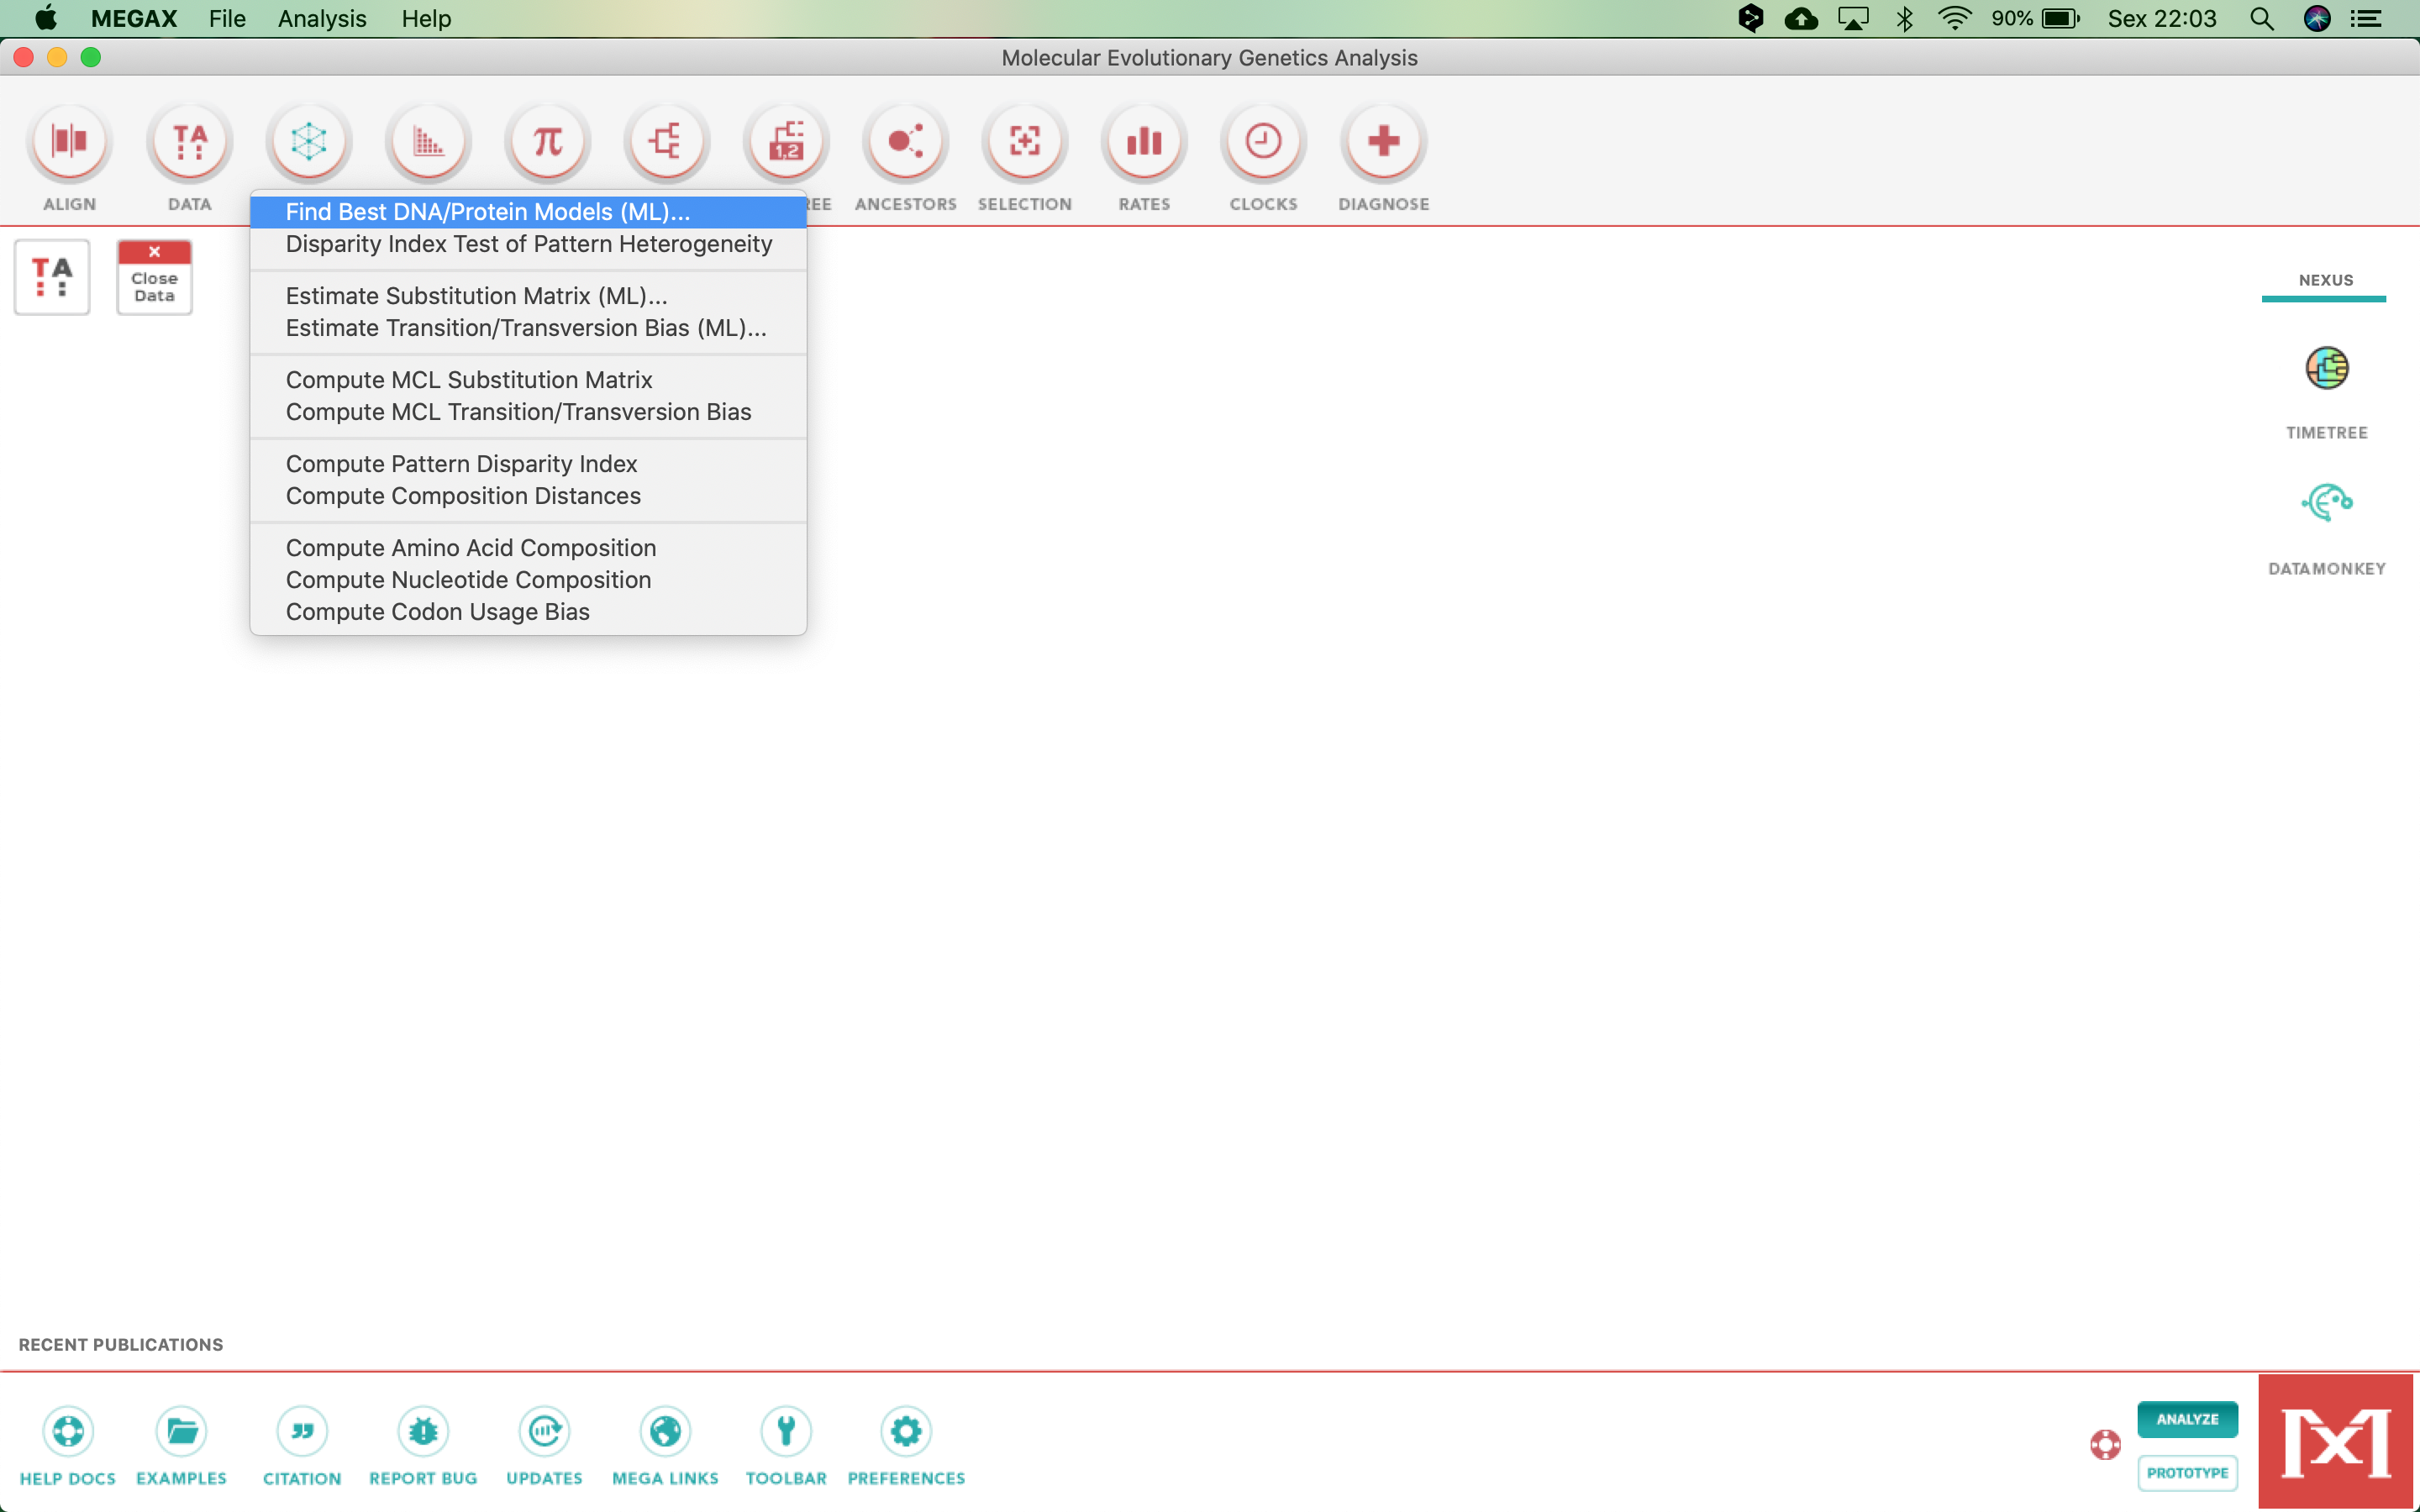 MEGAX File Analysis Help 90% Sex 22:03
Molecular Evolutionary Genetics Analysis
TA
π
1,2
ALIGN DATA REE ANCESTORS SELECTION RATES CLOCKS DIAGNOSE
Find Best DNA/Protein Models (ML)...
Disparity Index Test of Pattern Heterogeneity
Estimate Substitution Matrix (ML)...
Estimate Transition/Transversion Bias (ML)...
Compute MCL Substitution Matrix
Compute MCL Transition/Transversion Bias
Compute Pattern Disparity Index
Compute Composition Distances
Compute Amino Acid Composition
Compute Nucleotide Composition
Compute Codon Usage Bias
TA
Close
Data
NEXUS
TIMETREE
DATAMONKEY
RECENT PUBLICATIONS
HELP DOCS EXAMPLES CITATION REPORT BUG UPDATES MEGA LINKS TOOLBAR PREFERENCES
ANALYZE
PROTOTYPE
MX